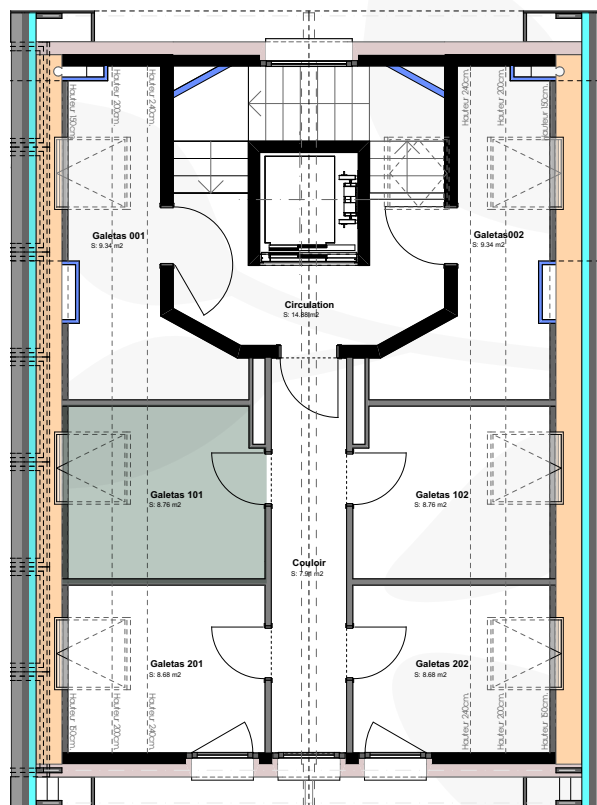 Hauteur 150cm.
Hauteur 200cm.
Hauteur 240cm.
Hauteur 240cm.
Hauteur 200cm.
Hauteur 150cm.
Galetas 001
S: 9.34 m2
Galetas002
S: 9.34 m2
Circulation
S: 14.88 m2
Galetas 101
S: 8.76 m2
Galetas 102
S: 8.76 m2
Couloir
S: 7.91 m2
Galetas 201
S: 8.68 m2
Galetas 202
S: 8.68 m2
Hauteur 150cm.
Hauteur 200cm.
Hauteur 240cm.
Hauteur 240cm.
Hauteur 200cm.
Hauteur 150cm.